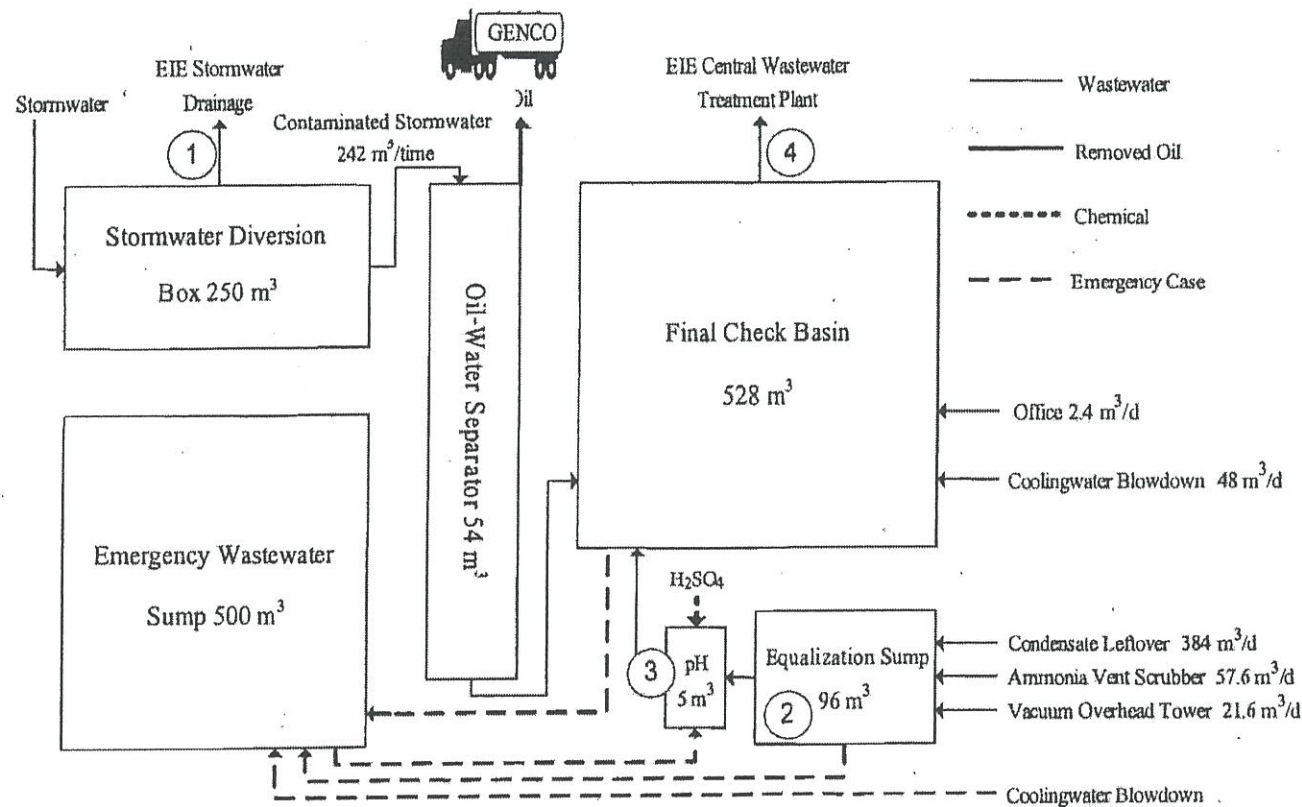 GENCO
EIE Stormwater
Drainage
Stormwater
Contaminated Stormwater
242 m³/time
Oil
EIE Central Wastewater
Treatment Plant
Wastewater
Removed Oil
Chemical
Emergency Case
1
4
Stormwater Diversion
Box 250 m³
Oil-Water Separator 54 m³
Final Check Basin
528 m³
Office 2.4 m³/d
Coolingwater Blowdown 48 m³/d
Emergency Wastewater
Sump 500 m³
H₂SO₄
3
pH
5 m³
Equalization Sump
2
96 m³
Condensate Leftover 384 m³/d
Ammonia Vent Scrubber 57.6 m³/d
Vacuum Overhead Tower 21.6 m³/d
Coolingwater Blowdown